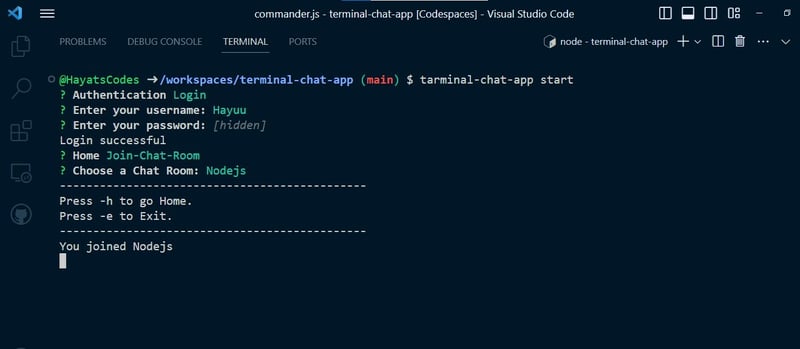 commander.js - terminal-chat-app [Codespaces] - Visual Studio Code
PROBLEMS DEBUG CONSOLE TERMINAL PORTS node - terminal-chat-app
@HayatsCodes ➜/workspaces/terminal-chat-app (main) $ tarminal-chat-app start
? Authentication Login
? Enter your username: Hayuu
? Enter your password: [hidden]
Login successful
? Home Join-Chat-Room
? Choose a Chat Room: Nodejs
----------------------------------------------
Press -h to go Home.
Press -e to Exit.
----------------------------------------------
You joined Nodejs